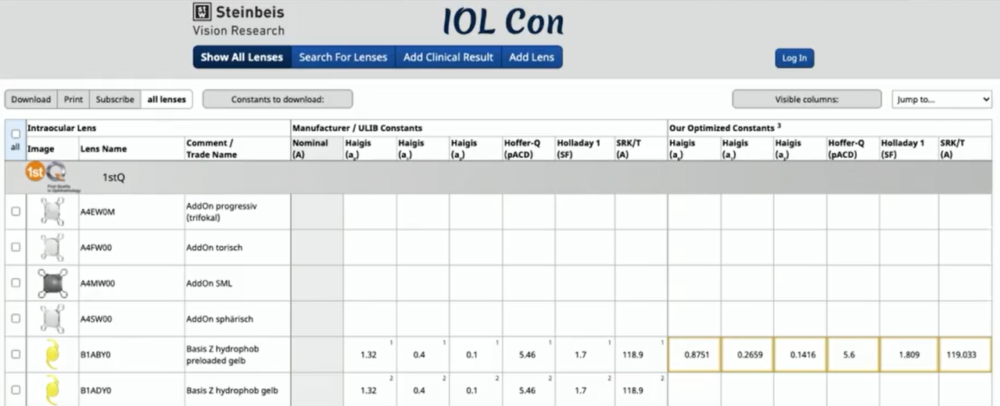 Steinbeis
Vision Research
IOL Con
Show All Lenses Search For Lenses Add Clinical Result Add Lens
Log In
Download Print Subscribe all lenses Constants to download: Visible columns: Jump to...
Intraocular Lens Manufacturer / ULIB Constants Our Optimized Constants 3
all Image Lens Name Comment / Trade Name Nominal (A) Haigis Haigis Haigis Hoffer-Q (pACD) Holladay 1 (SF) SRK/T (A) Haigis Haigis Haigis Hoffer-Q (pACD) Holladay 1 (SF) SRK/T (A)
1st Q 1stQ
A4EW0M AddOn progressiv (trifokal)
A4FW00 AddOn torisch
A4MW00 AddOn SML
A4SW00 AddOn sphärisch
B1ABY0 Basis Z hydrophob preloaded gelb 1.32 1 0.4 1 0.1 1 5.46 1 1.7 1 118.9 1 0.8751 0.2659 0.1416 5.6 1.809 119.033
B1ADY0 Basis Z hydrophob gelb 1.32 2 0.4 2 0.1 2 5.46 2 1.7 2 118.9 2